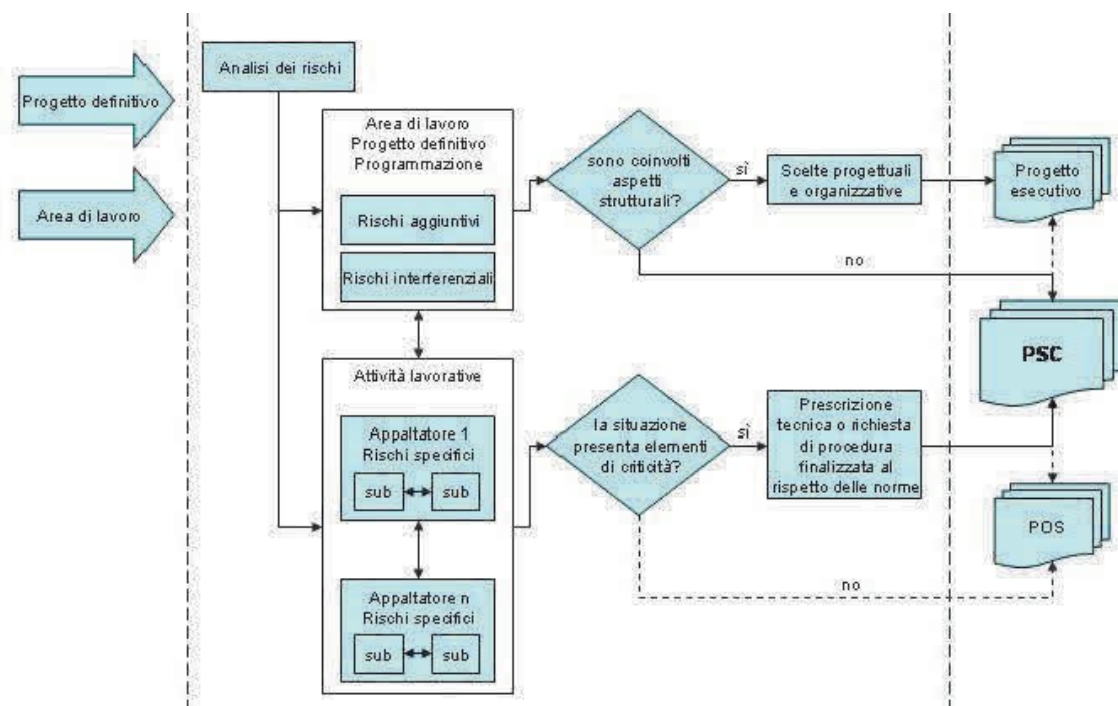 Progetto definitivo
Area di lavoro
Analisi dei rischi
Area di lavoro
Progetto definitivo
Programmazione
Rischi aggiuntivi
Rischi interferenziali
sono coinvolti
aspetti
strutturali?
sì
Scelte progettuali
e organizzative
Progetto
esecutivo
no
PSC
Attività lavorative
Appaltatore 1
Rischi specifici
sub
sub
Appaltatore n
Rischi specifici
sub
sub
la situazione
presenta elementi
di criticità?
sì
Prescrizione
tecnica o richiesta
di procedura
finalizzata al
rispetto delle norme
POS
no